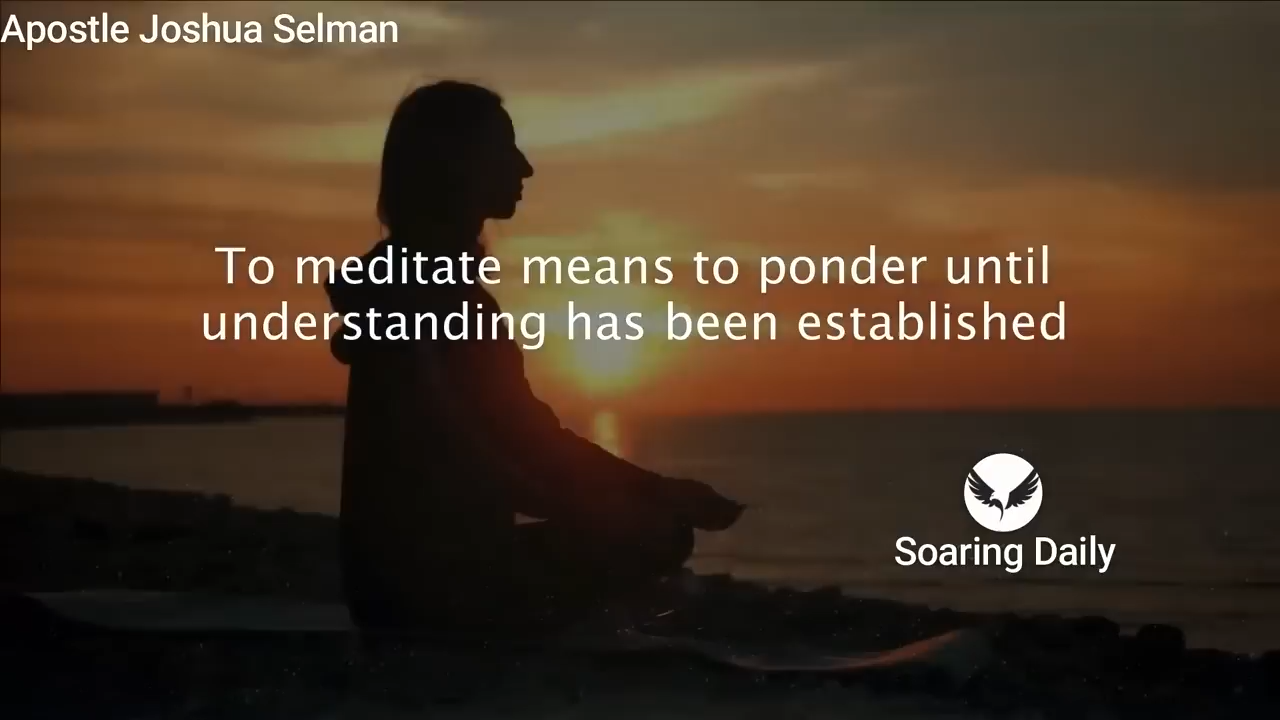 Apostle Joshua Selman
To meditate means to ponder until
understanding has been established
Soaring Daily